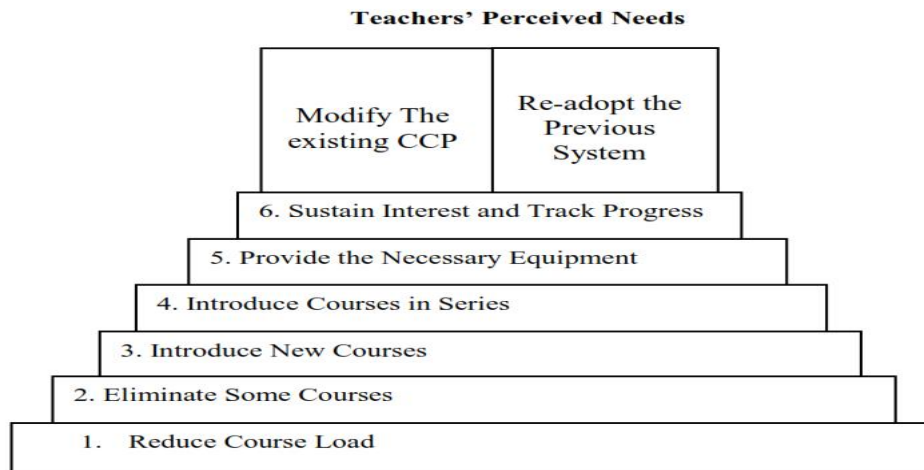 Teachers’ Perceived Needs
Modify The
existing CCP
Re-adopt the
Previous
System
6. Sustain Interest and Track Progress
5. Provide the Necessary Equipment
4. Introduce Courses in Series
3. Introduce New Courses
2. Eliminate Some Courses
1. Reduce Course Load